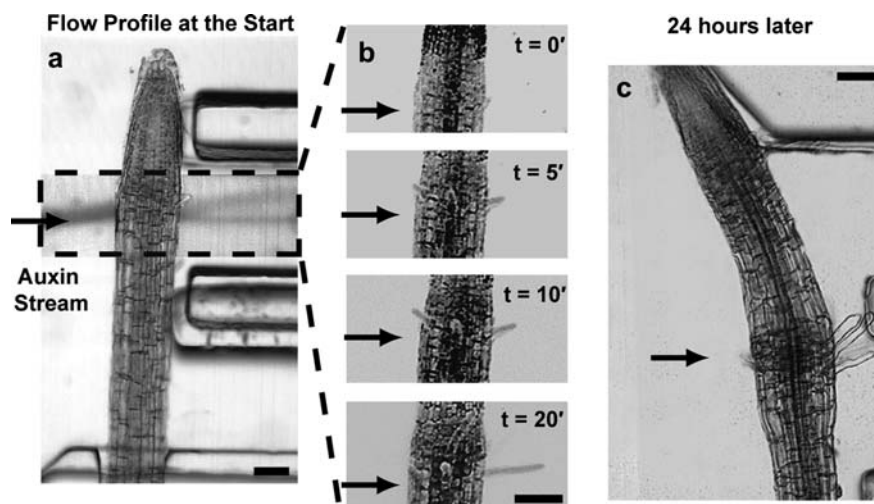 Flow Profile at the Start
24 hours later
a
b
c
t = 0′
t = 5′
t = 10′
t = 20′
Auxin
Stream